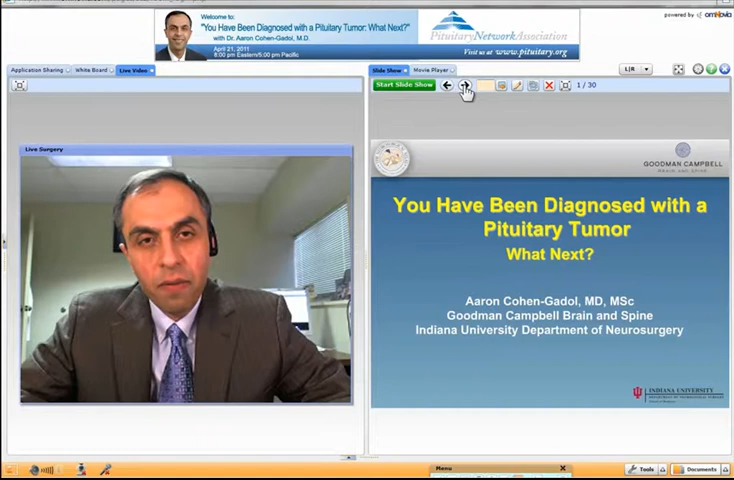 powered by omNovia
Welcome to:
"You Have Been Diagnosed with a Pituitary Tumor: What Next?"
with Dr. Aaron Cohen-Gadol, M.D.
April 21, 2011
8:00 pm Eastern/5:00 pm Pacific
PituitaryNetworkAssociation
Visit us at www.pituitary.org
Application Sharing
White Board
Live Video
Slide Show
Movie Player
L|R
Start Slide Show
1 / 30
Live Surgery
GOODMAN CAMPBELL
BRAIN AND SPINE
You Have Been Diagnosed with a
Pituitary Tumor
What Next?
Aaron Cohen-Gadol, MD, MSc
Goodman Campbell Brain and Spine
Indiana University Department of Neurosurgery
INDIANA UNIVERSITY
Menu
Tools
Documents